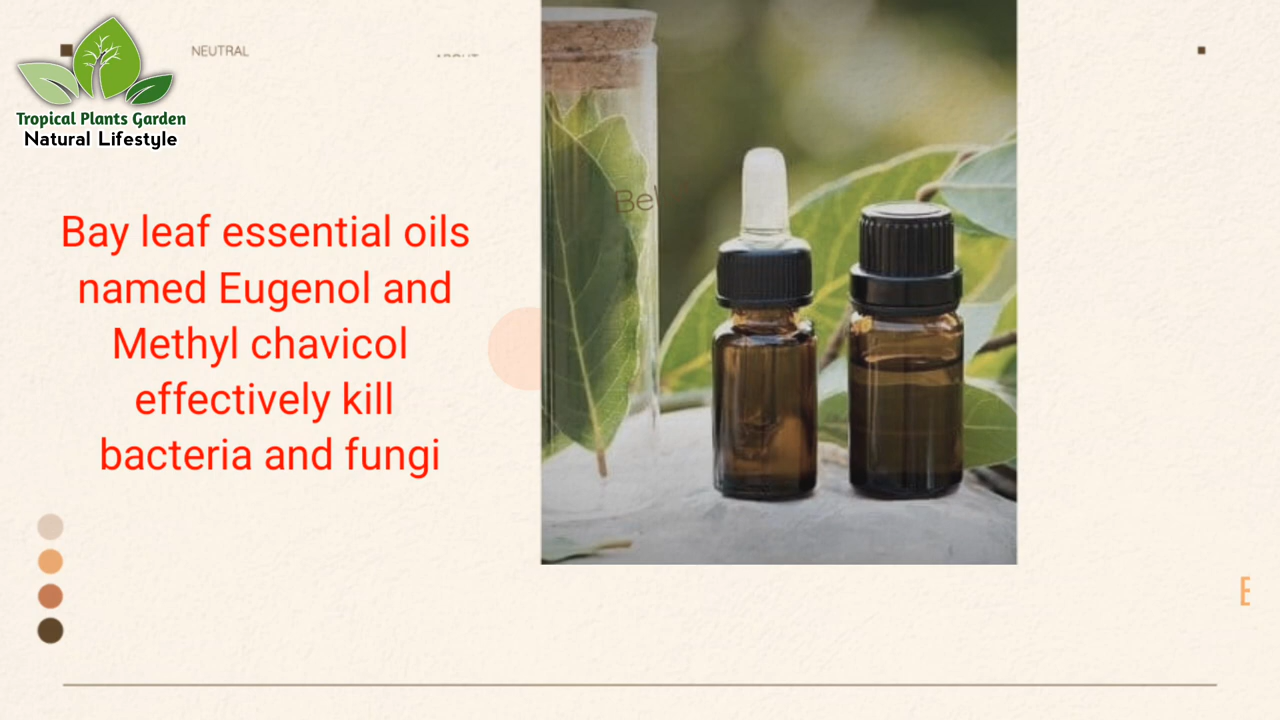 NEUTRAL
Tropical Plants Garden
Natural Lifestyle
Bay leaf essential oils
named Eugenol and
Methyl chavicol
effectively kill
bacteria and fungi
Be
E